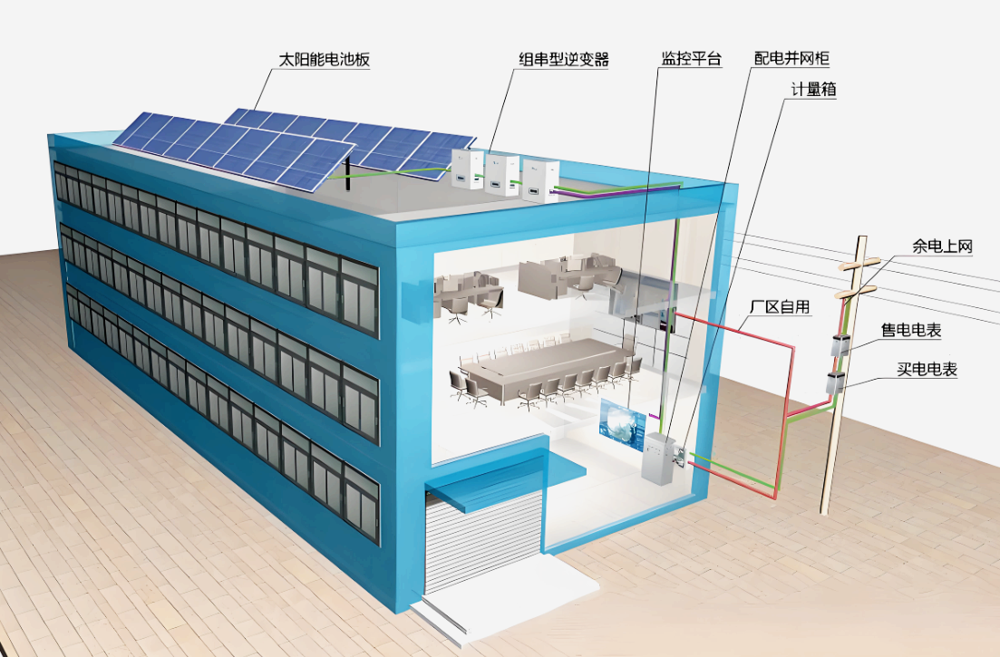 太阳能电池板
组串型逆变器
监控平台
配电并网柜
计量箱
余电上网
厂区自用
售电电表
买电电表